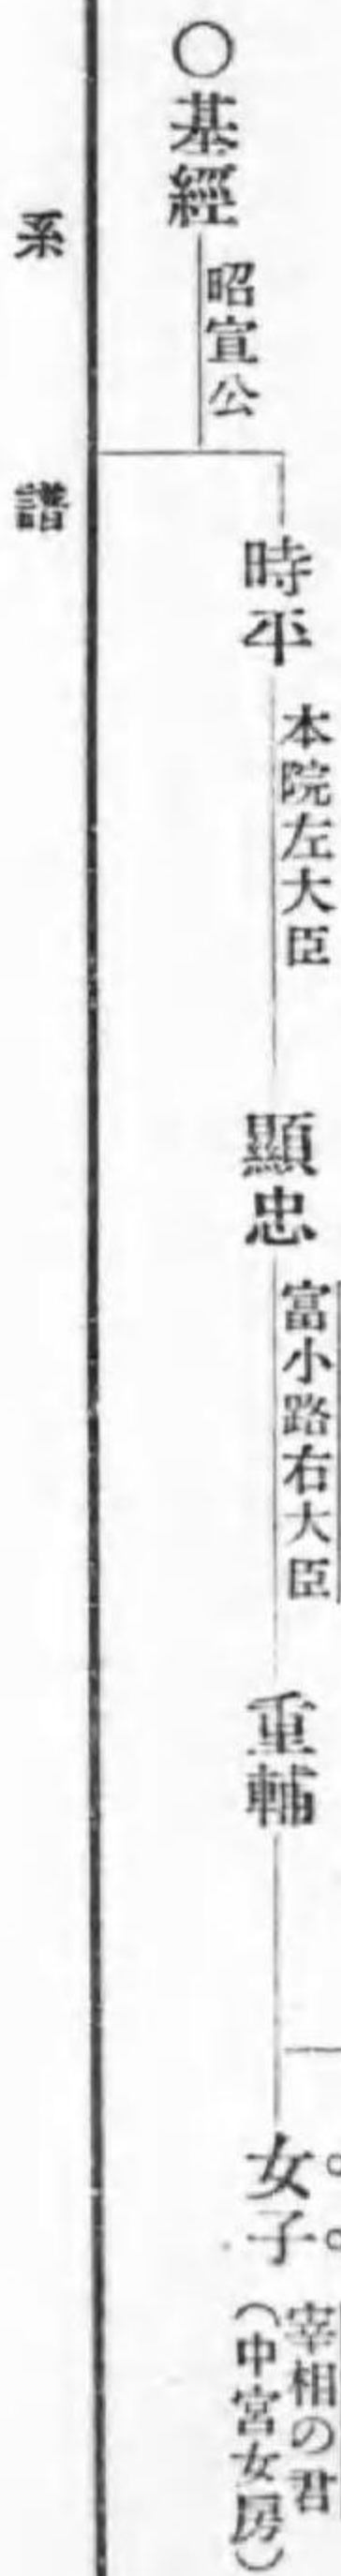 ○基經
昭宣公
時平
本院左大臣
顯忠
富小路右大臣
重輔
女子
宰相の君
(中宮女房)
系譜